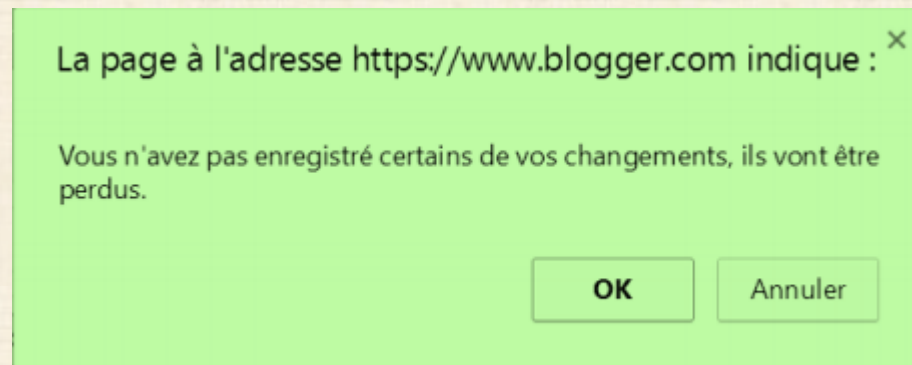 La page à l'adresse https://www.blogger.com indique :
Vous n'avez pas enregistré certains de vos changements, ils vont être
perdus.
OK
Annuler